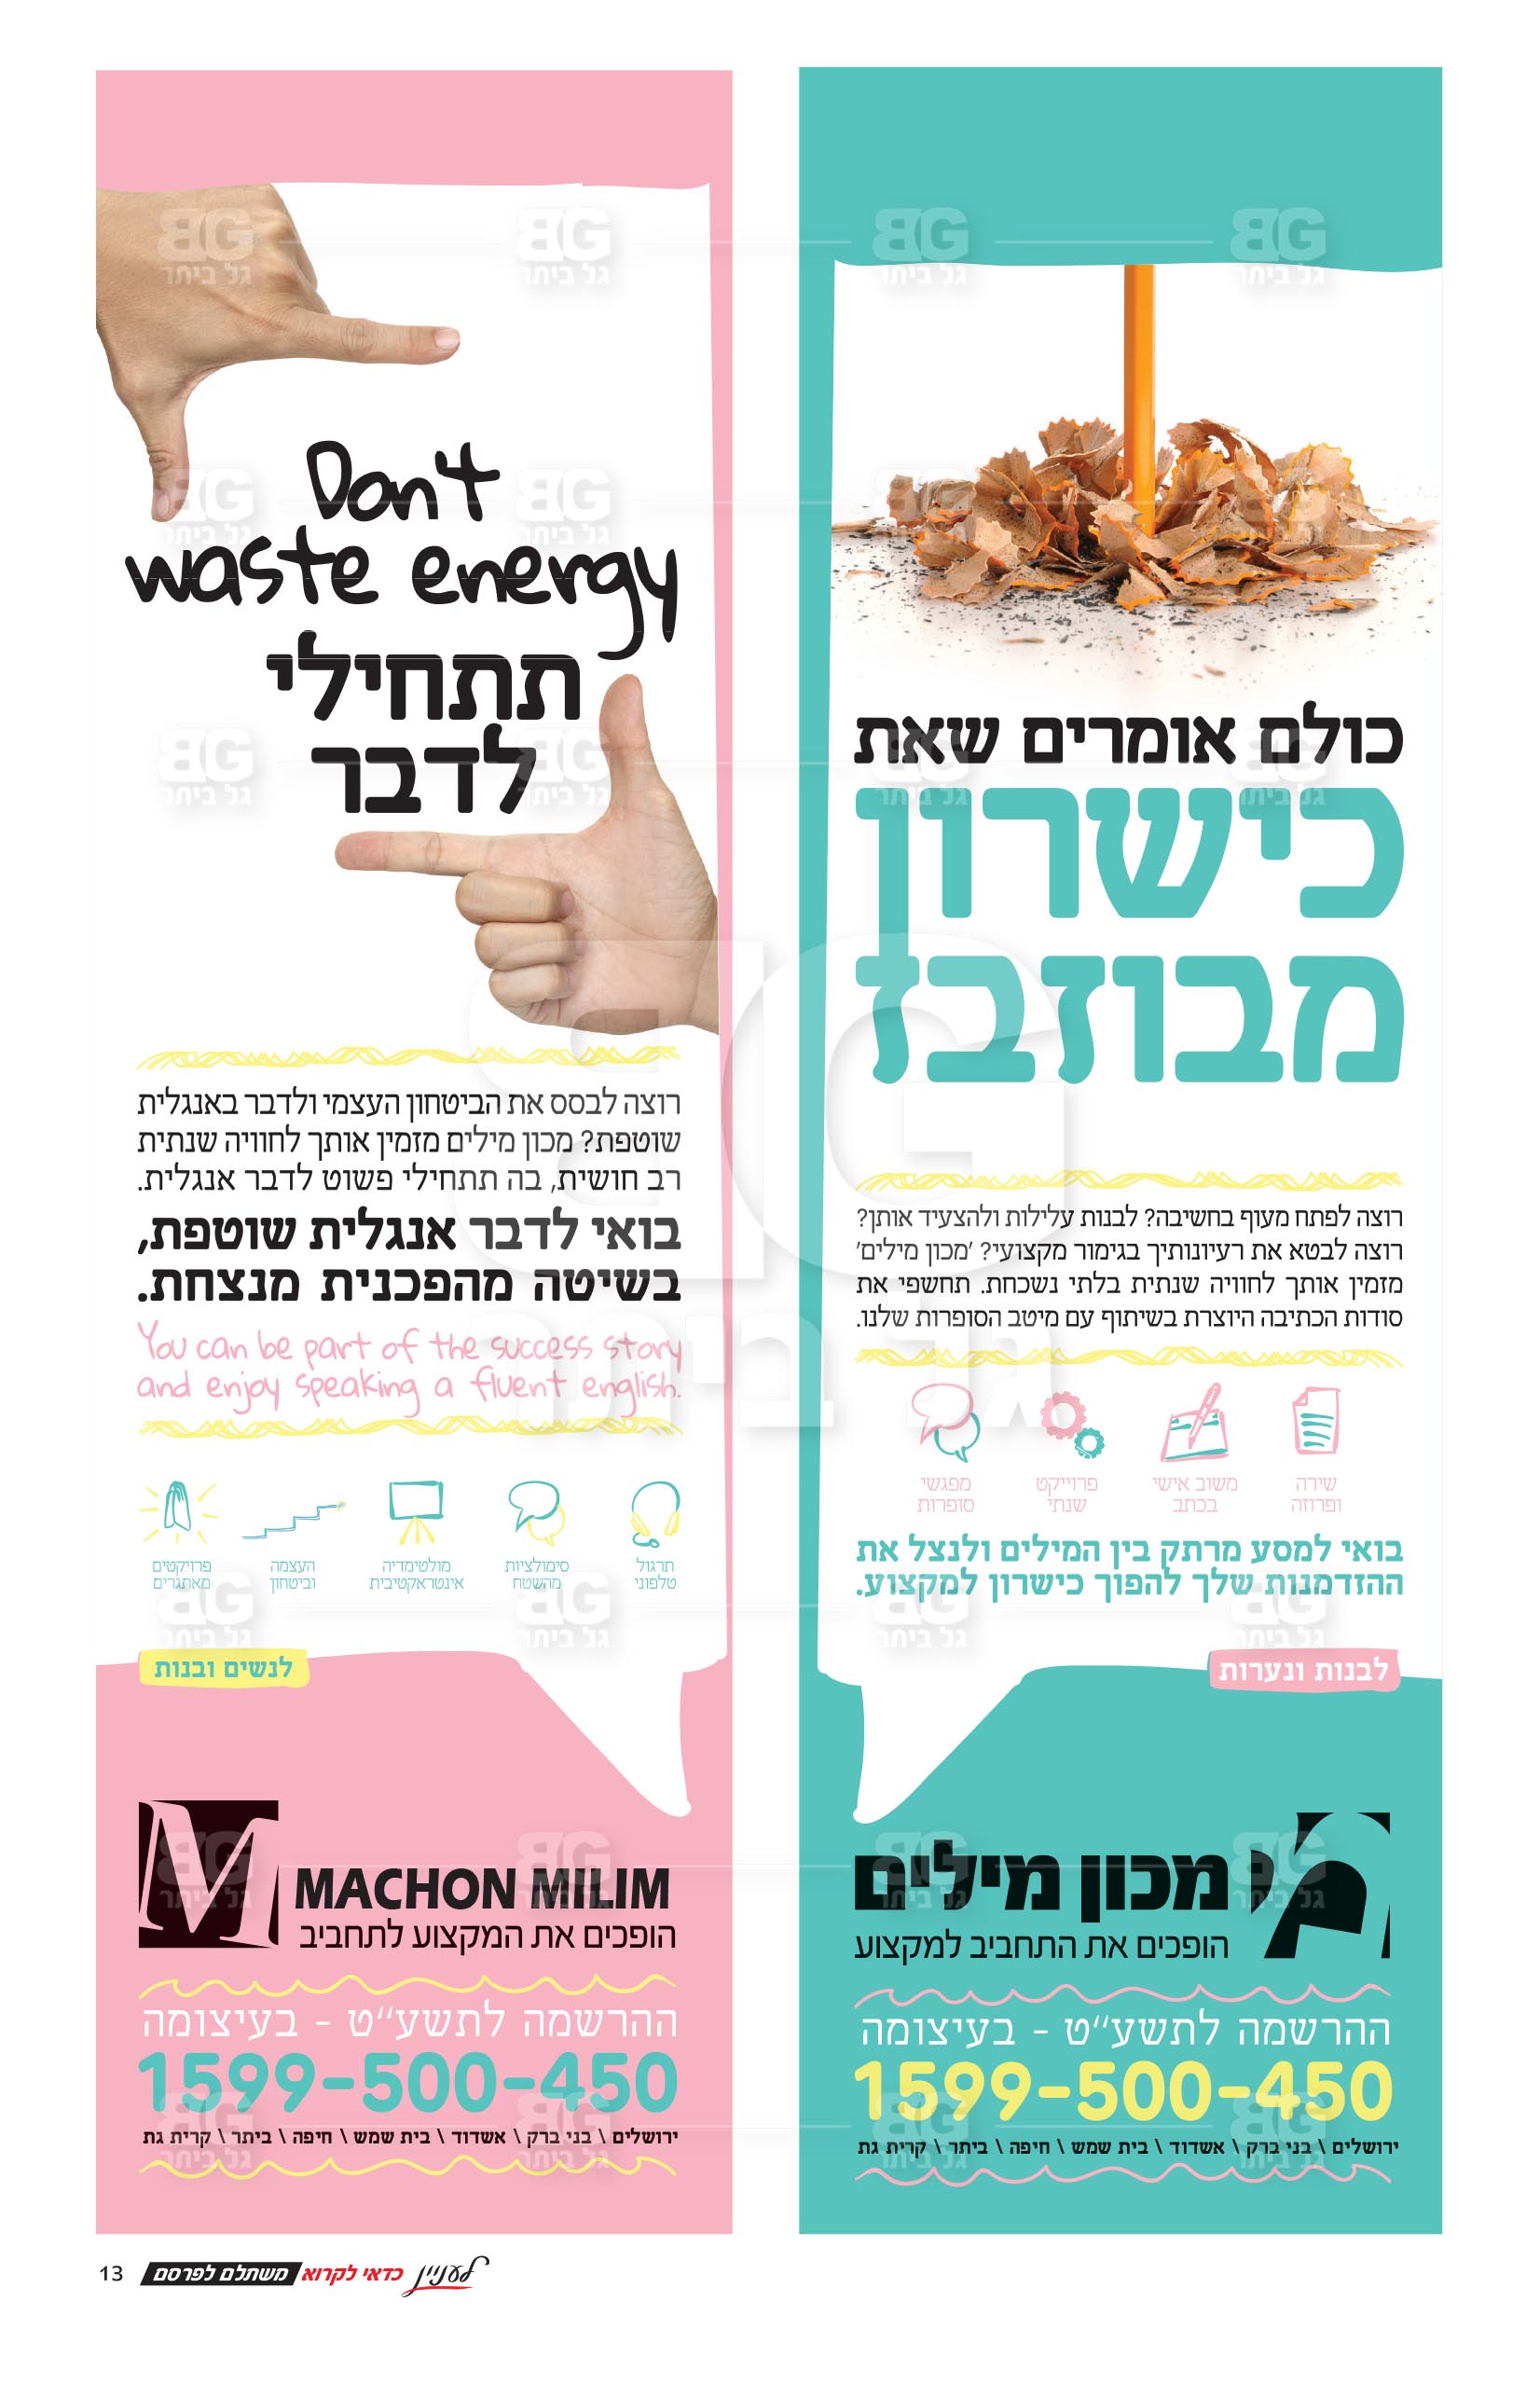 כולם אומרים שאת
כישרון
מבוזבז
רוצה לפתח מעוף בחשיבה? לבנות עלילות ולהצעיד אותן?
רוצה לבטא את רעיונותיך בגימור מקצועי? 'מכון מילים'
מזמין אותך לחוויה שנתית בלתי נשכחת. תחשפי את
סודות הכתיבה היוצרת בשיתוף עם מיטב הסופרות שלנו.
שירה
ופרוזה
משוב אישי
בכתב
פרוייקט
שנתי
מפגשי
סופרות
בואי למסע מרתק בין המילים ולנצל את
ההזדמנות שלך להפוך כישרון למקצוע.
לבנות ונערות
מכון מילים
הופכים את התחביב למקצוע
ההרשמה לתשע"ט - בעיצומה
1599-500-450
ירושלים \ בני ברק \ אשדוד \ בית שמש \ חיפה \ ביתר \ קרית גת
Don't
waste energy
תתחילי
לדבר
רוצה לבסס את הביטחון העצמי ולדבר באנגלית
שוטפת? מכון מילים מזמין אותך לחוויה שנתית
רב חושית, בה תתחילי פשוט לדבר אנגלית.
בואי לדבר אנגלית שוטפת,
בשיטה מהפכנית מנצחת.
You can be part of the success story
and enjoy speaking a fluent english.
תרגול
טלפוני
סימולציות
מהשטח
מולטימדיה
אינטראקטיבית
העצמה
וביטחון
פרויקטים
מאתגרים
לנשים ובנות
M
MACHON MILIM
הופכים את המקצוע לתחביב
ההרשמה לתשע"ט - בעיצומה
1599-500-450
ירושלים \ בני ברק \ אשדוד \ בית שמש \ חיפה \ ביתר \ קרית גת
לעניין כדאי לקרוא משתלם לפרסם 13
BG
גל ביתר